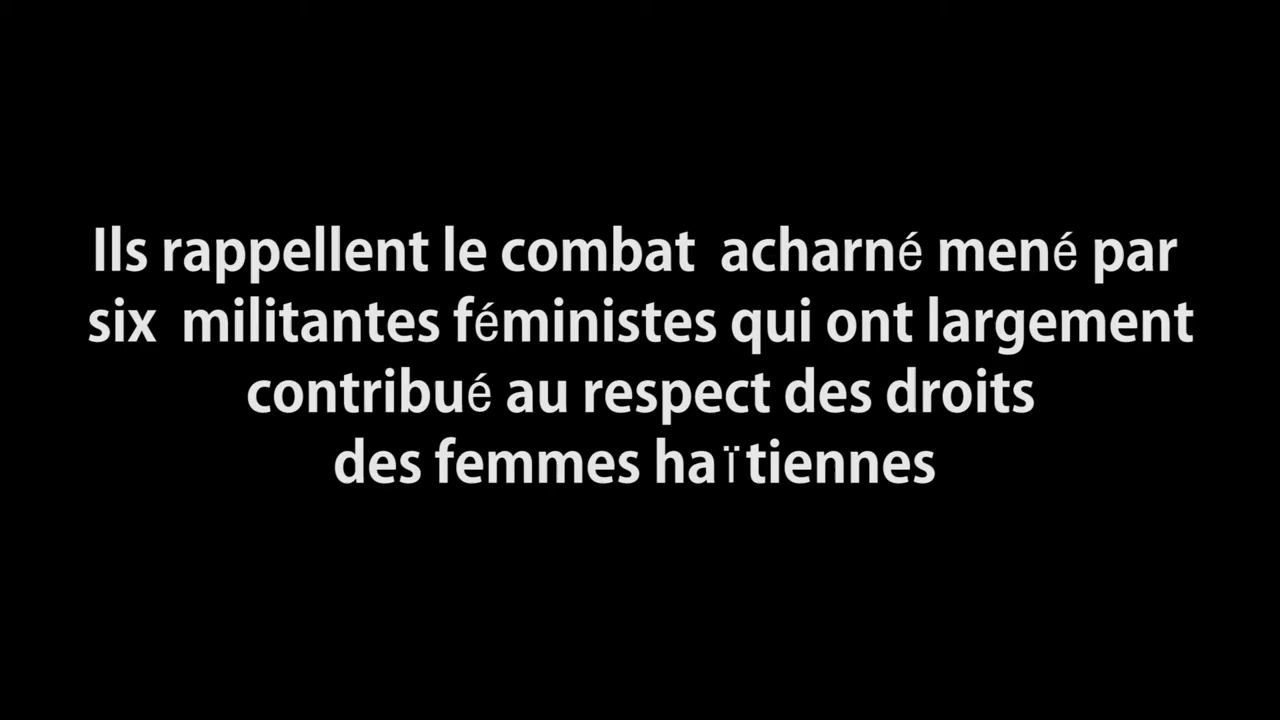 Ils rappellent le combat  acharné mené par
six  militantes féministes qui ont largement
contribué au respect des droits
des femmes haïtiennes